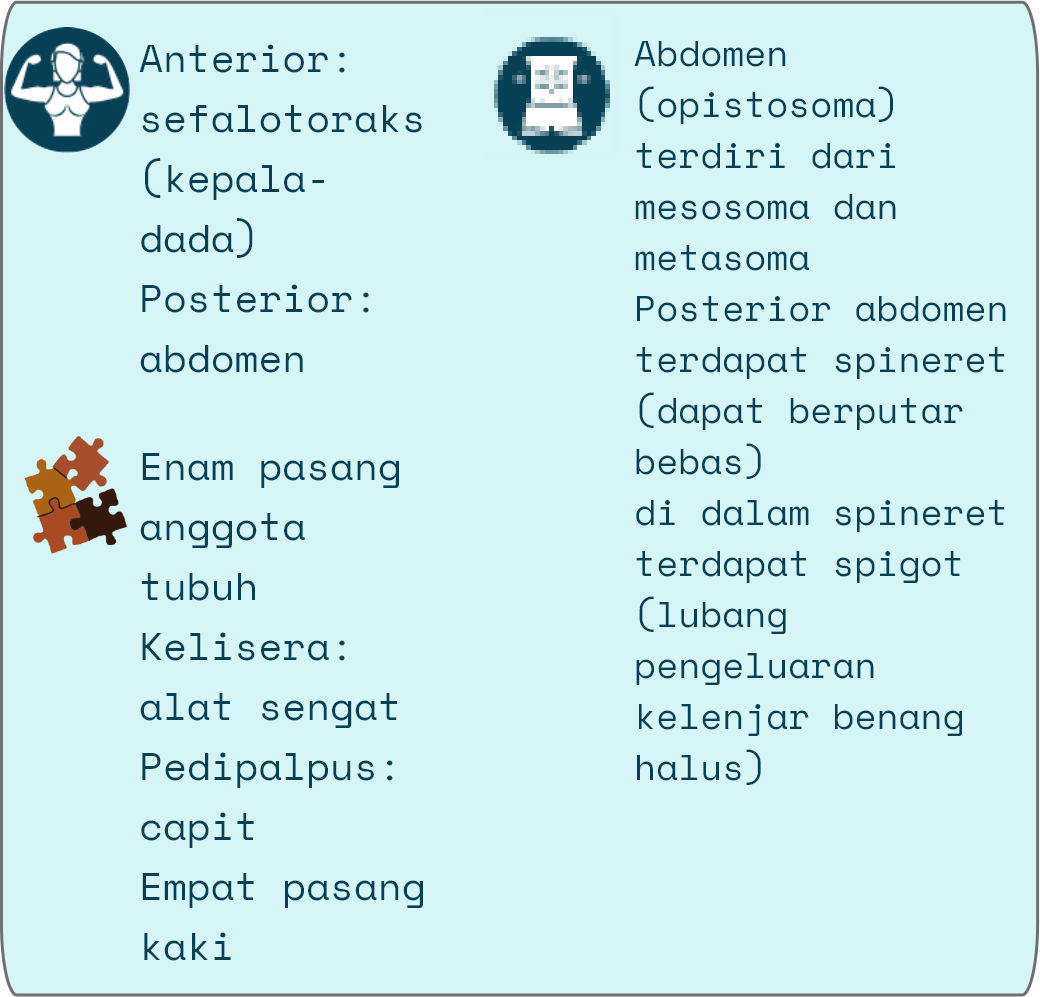 Anterior:
sefalotoraks
(kepala-
dada)
Posterior:
abdomen
Enam pasang
anggota
tubuh
Kelisera:
alat sengat
Pedipalpus:
capit
Empat pasang
kaki
Abdomen
(opistosoma)
terdiri dari
mesosoma dan
metasoma
Posterior abdomen
terdapat spineret
(dapat berputar
bebas)
di dalam spineret
terdapat spigot
(lubang
pengeluaran
kelenjar benang
halus)